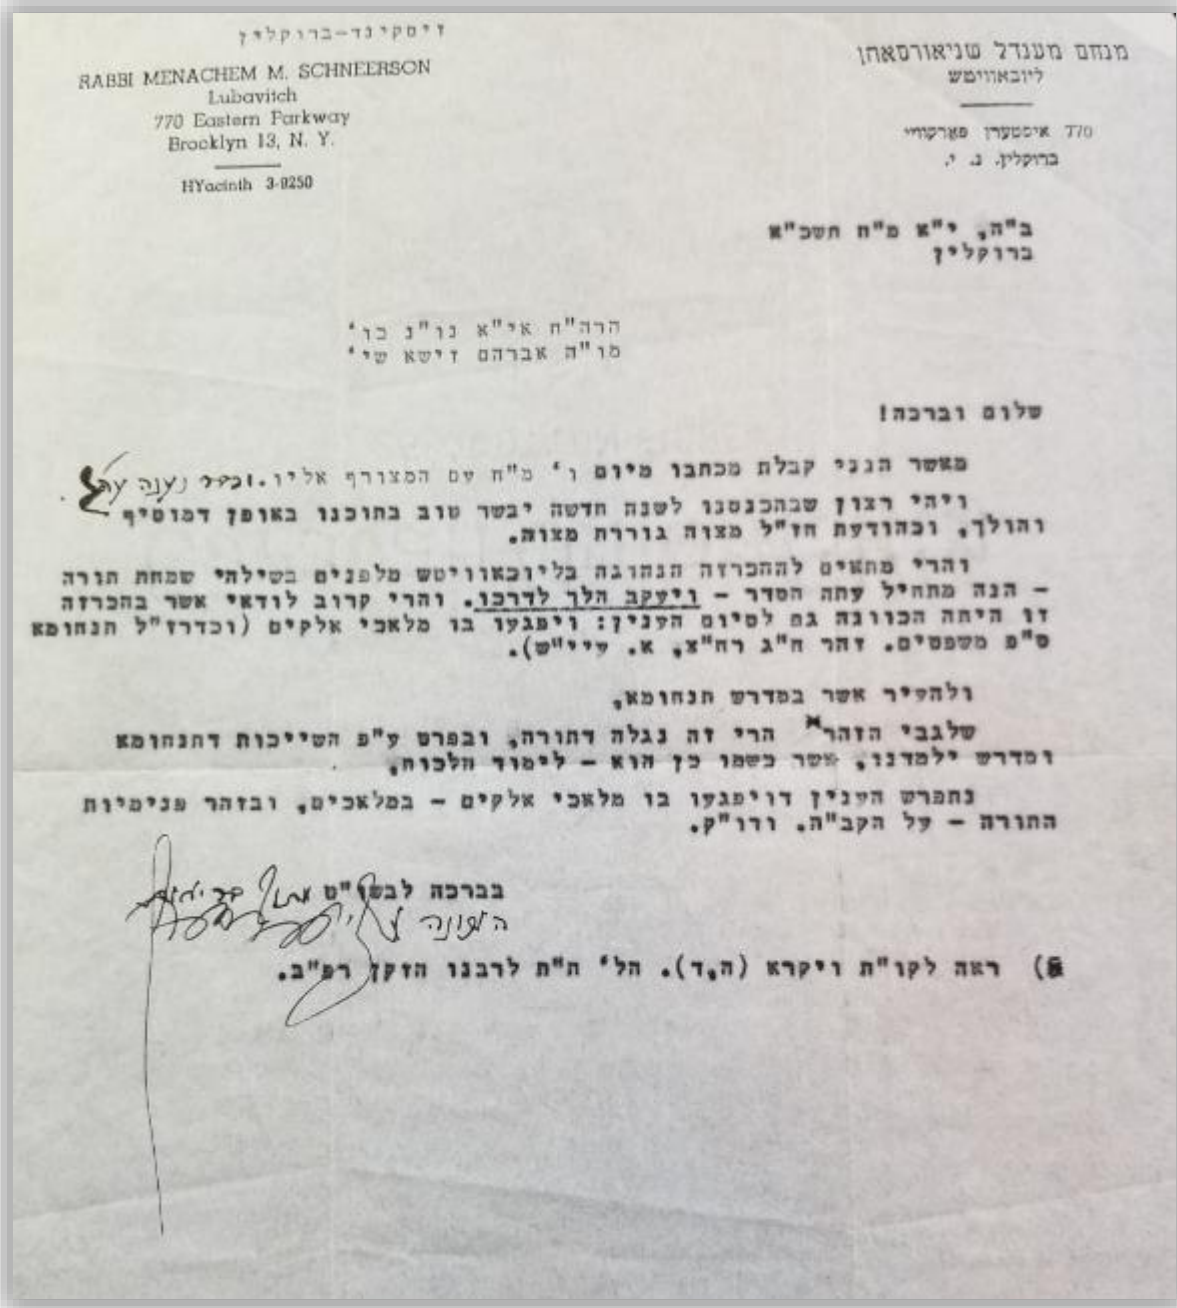 זיסקינד-ברוקלין
RABBI MENACHEM M. SCHNEERSON
Lubavitch
770 Eastern Parkway
Brooklyn 13, N. Y.
HYacinth 3-9250
מנחם מענדל שניאורסאהן
ליובאוויטש
770 איסטערן פארקוויי
ברוקלין. נ. י.
ב"ה, י"א מ"ח תשכ"א
ברוקלין
הרה"ח אי"א נו"נ כו'
מו"ה אברהם זישא שי'
שלום וברכה!
מאשר הנני קבלת מכתבו מיום ו' מ"ח עם המצורף אליו. וכבר נענה
ויהי רצון שבהכנסנו לשנה חדשה יבשר טוב בתוכנו באופן דמוסיף
והולך, וכהודעת חז"ל מצוה גוררת מצוה.
והרי מתאים לההכרזה הנהוגה בליובאוויטש מלפנים בשילהי שמחת תורה
- הנה מתחיל עתה הסדר - ויעקב הלך לדרכו. והרי קרוב לודאי אשר בהכרזה
זו היתה הכוונה גם לסיום הענין: ויפגעו בו מלאכי אלקים (וכדרז"ל תנחומא
ס"פ משפטים. זהר ח"ג רח"צ, א. עיי"ש).
ולהעיר אשר במדרש תנחומא,
שלגבי הזהר הרי זה נגלה דתורה, ובפרט ע"פ השייכות דתנחומא
ומדרש ילמדנו, אשר כשמו כן הוא - לימוד הלכות,
נתפרש הענין דויפגעו בו מלאכי אלקים - במלאכים, ובזהר פנימיות
התורה - על הקב"ה. ודו"ק.
בברכה לבשו"ט
ראה לקו"ת ויקרא (ה,ד). הל' ת"ת לרבנו הזקן רפ"ב.